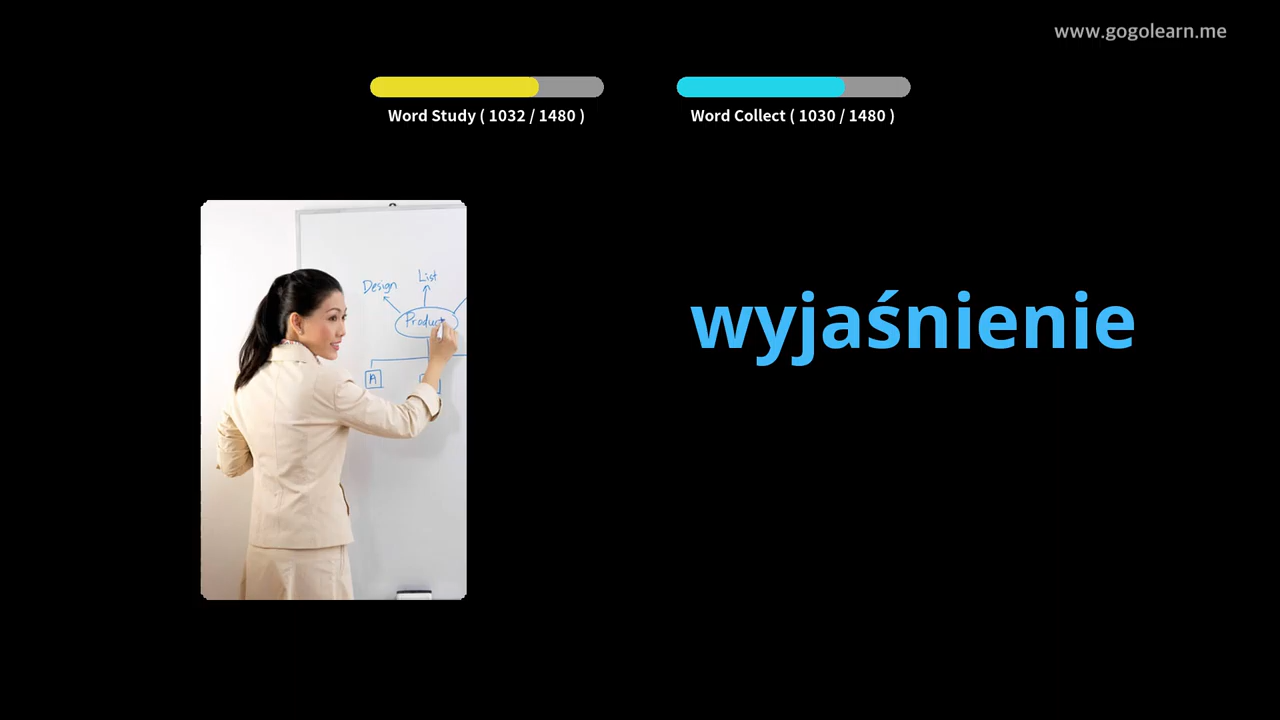 www.gogolearn.me
Word Study ( 1032 / 1480 )
Word Collect ( 1030 / 1480 )
wyjaśnienie
List
Design
Product
A